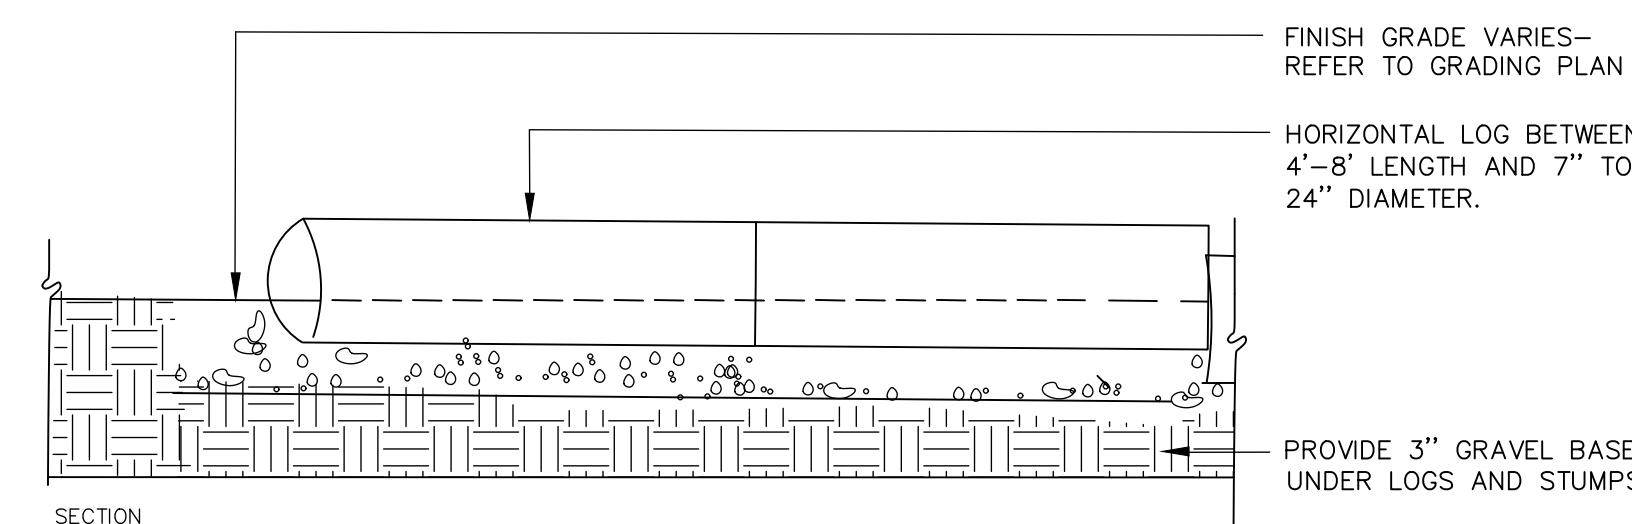 FINISH GRADE VARIES–
REFER TO GRADING PLAN
HORIZONTAL LOG BETWEEN
4'–8' LENGTH AND 7'' TO
24'' DIAMETER.
PROVIDE 3'' GRAVEL BASE
UNDER LOGS AND STUMPS
SECTION